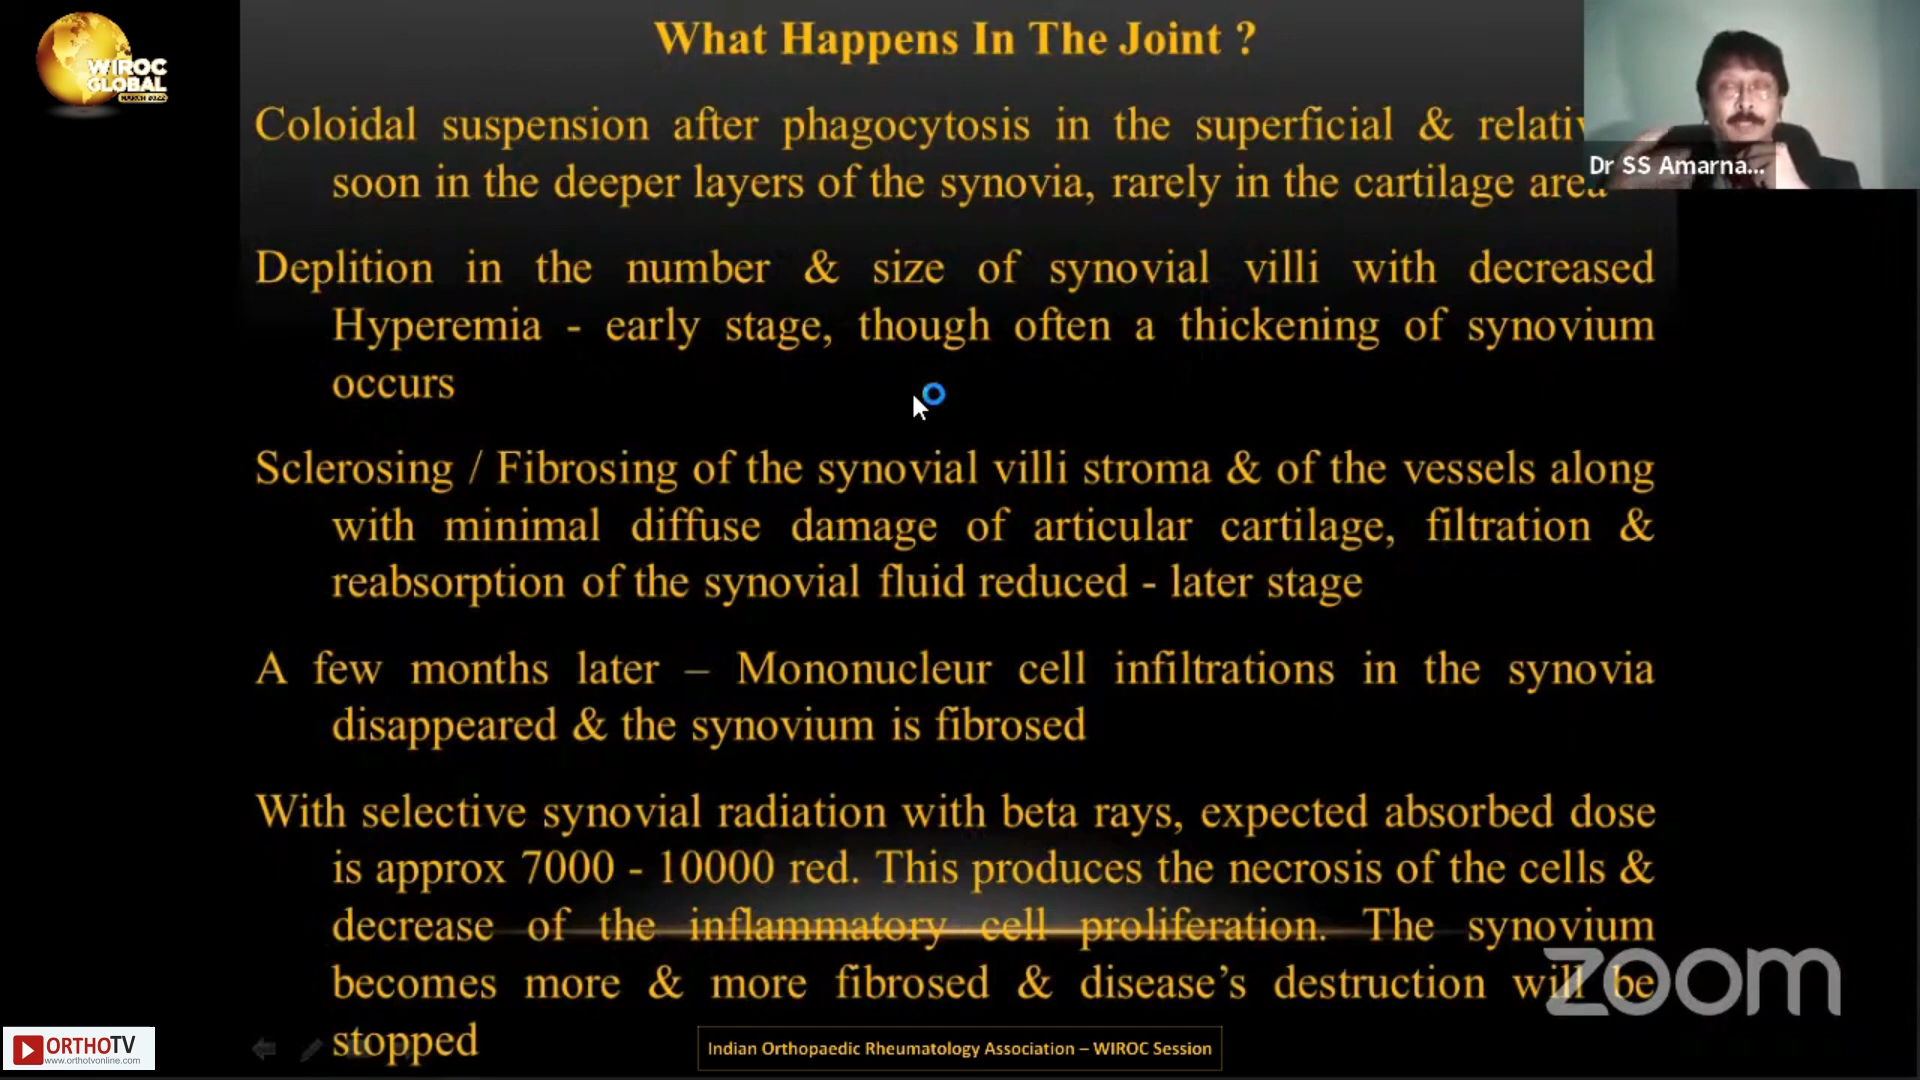 WIROC
GLOBAL
MARCH 2022
What Happens In The Joint ?
Coloidal suspension after phagocytosis in the superficial &
soon in the deeper layers of the synovia, rarely in the cartilage area
Dr SS Amarna...
Deplition in the number & size of synovial villi with decreased
Hyperemia - early stage, though often a thickening of synovium
occurs
Sclerosing / Fibrosing of the synovial villi stroma & of the vessels along
with minimal diffuse damage of articular cartilage, filtration &
reabsorption of the synovial fluid reduced - later stage
A few months later – Mononucleur cell infiltrations in the synovia
disappeared & the synovium is fibrosed
With selective synovial radiation with beta rays, expected absorbed dose
is approx 7000 - 10000 red. This produces the necrosis of the cells &
decrease of the inflammatory cell proliferation. The synovium
becomes more & more fibrosed & disease's destruction will be
stopped
zoom
ORTHOTV
www.orthotvonline.com
Indian Orthopaedic Rheumatology Association – WIROC Session